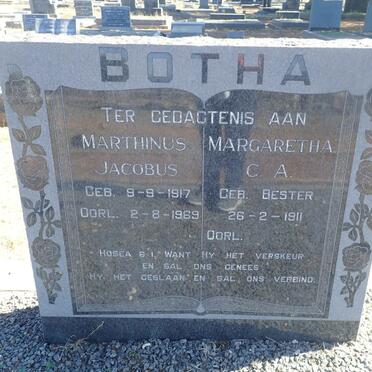 BOTHA
TER GEDAGTENIS AAN
MARTHINUS MARGARETHA
JACOBUS C. A.
GEB. 9-9-1917 GEB. BESTER
OORL. 2-8-1969 26-2-1911
OORL.
HOSEA 6:1. WANT HY HET VERSKEUR
EN SAL ONS GENEES
HY HET GESLAAN EN SAL ONS VERBIND.